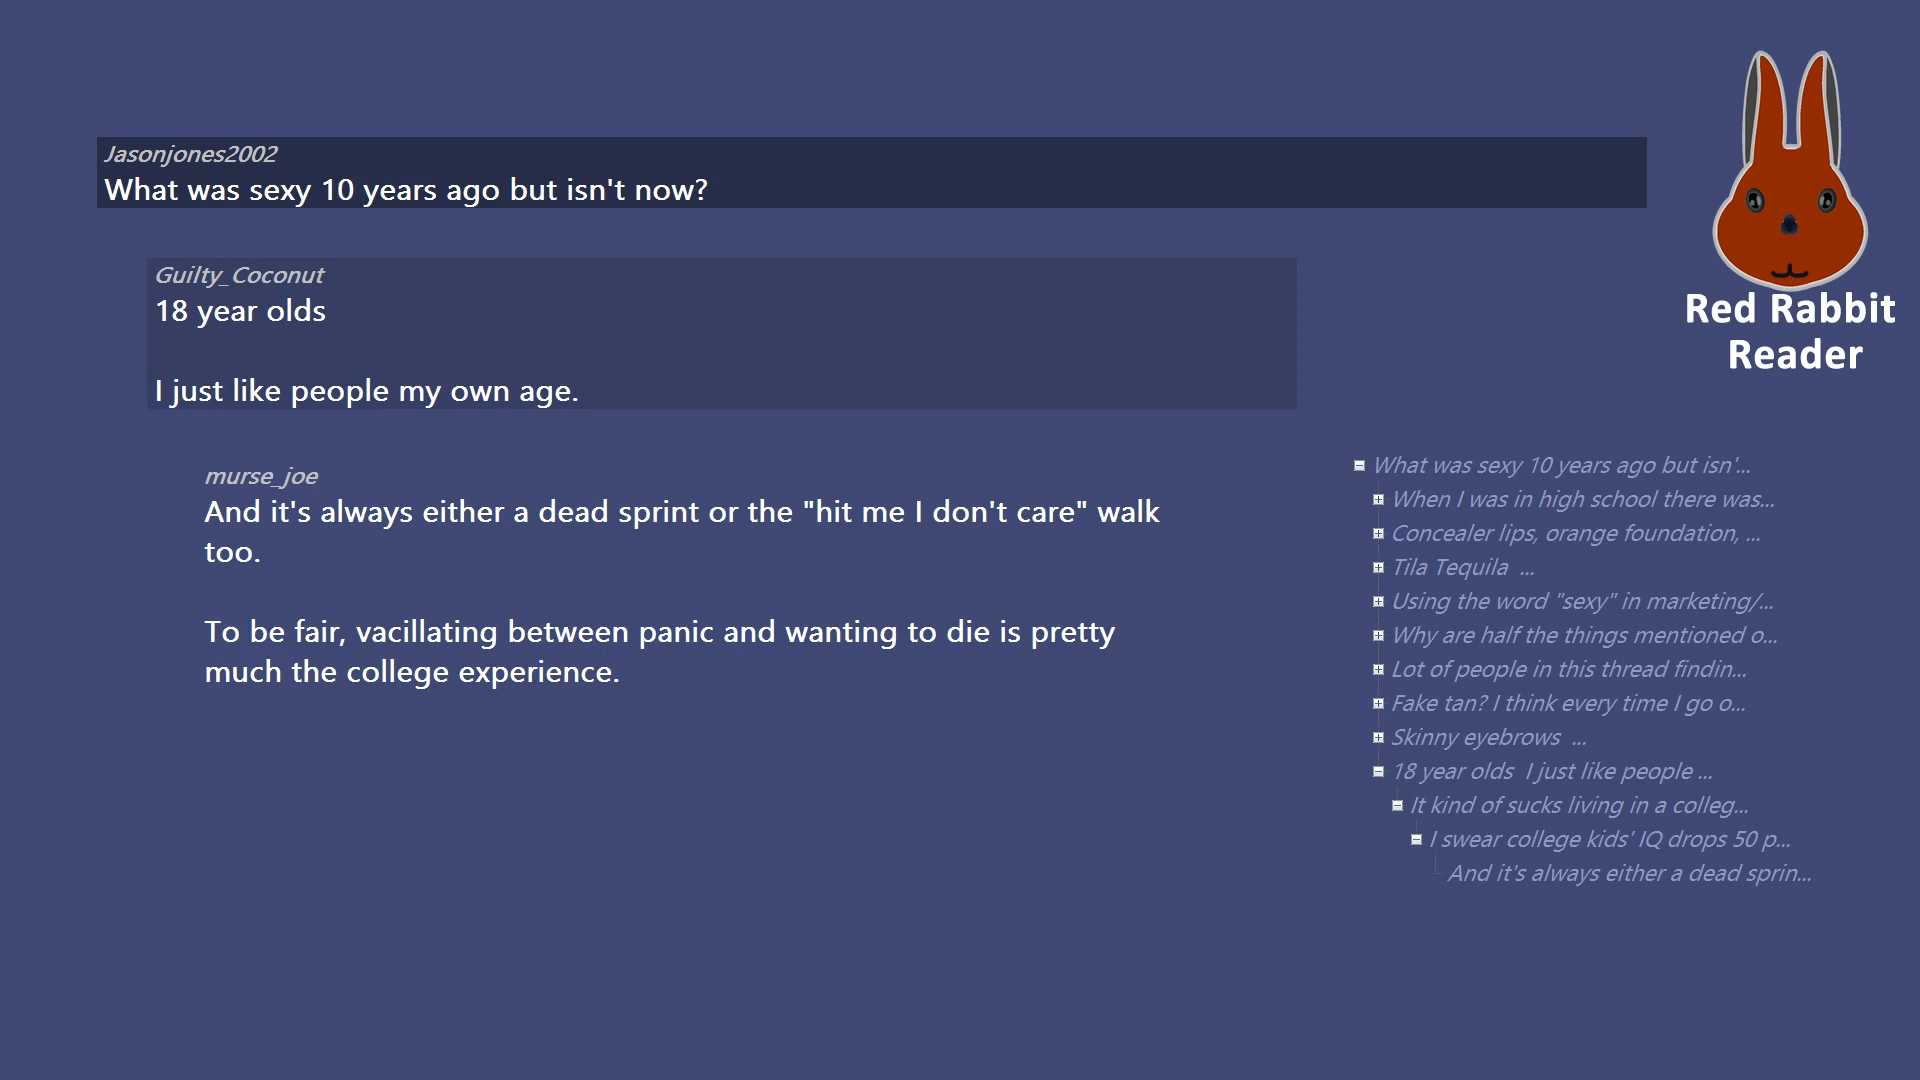 Jasonjones2002
What was sexy 10 years ago but isn't now?
Guilty_Coconut
18 year olds
I just like people my own age.
murse_joe
And it's always either a dead sprint or the "hit me I don't care" walk
too.
To be fair, vacillating between panic and wanting to die is pretty
much the college experience.
Red Rabbit
Reader
What was sexy 10 years ago but isn'...
When I was in high school there was...
Concealer lips, orange foundation, ...
Tila Tequila ...
Using the word "sexy" in marketing/...
Why are half the things mentioned o...
Lot of people in this thread findin...
Fake tan? I think every time I go o...
Skinny eyebrows ...
18 year olds I just like people ...
It kind of sucks living in a colleg...
I swear college kids' IQ drops 50 p...
And it's always either a dead sprin...